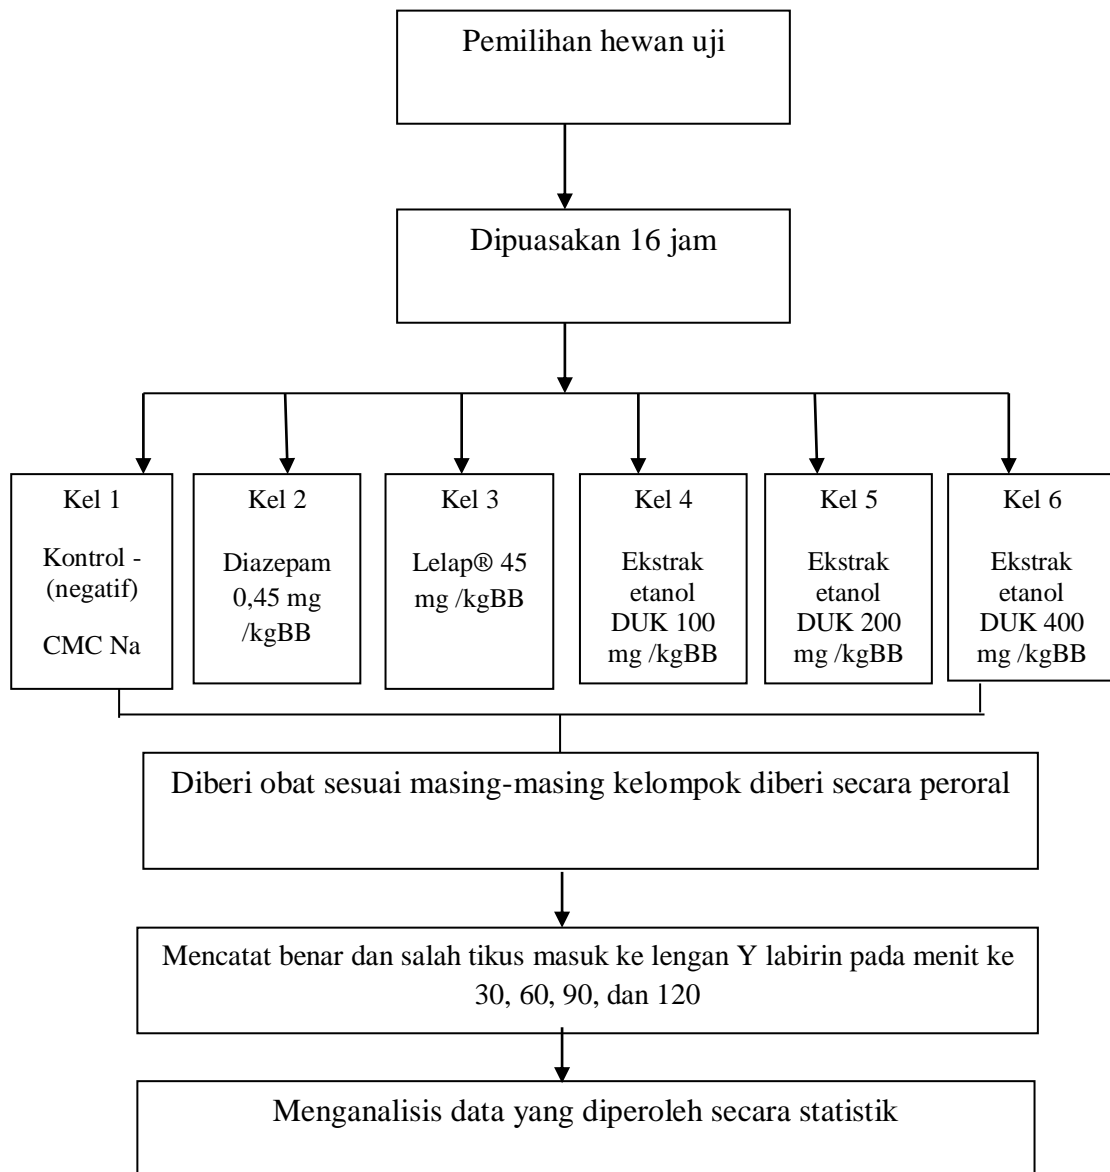 Pemilihan hewan uji
Dipuasakan 16 jam
Kel 1
Kontrol -
(negatif)
CMC Na
Kel 2
Diazepam
0,45 mg
/kgBB
Kel 3
Lelap® 45
mg /kgBB
Kel 4
Ekstrak
etanol
DUK 100
mg /kgBB
Kel 5
Ekstrak
etanol
DUK 200
mg /kgBB
Kel 6
Ekstrak
etanol
DUK 400
mg /kgBB
Diberi obat sesuai masing-masing kelompok diberi secara peroral
Mencatat benar dan salah tikus masuk ke lengan Y labirin pada menit ke
30, 60, 90, dan 120
Menganalisis data yang diperoleh secara statistik